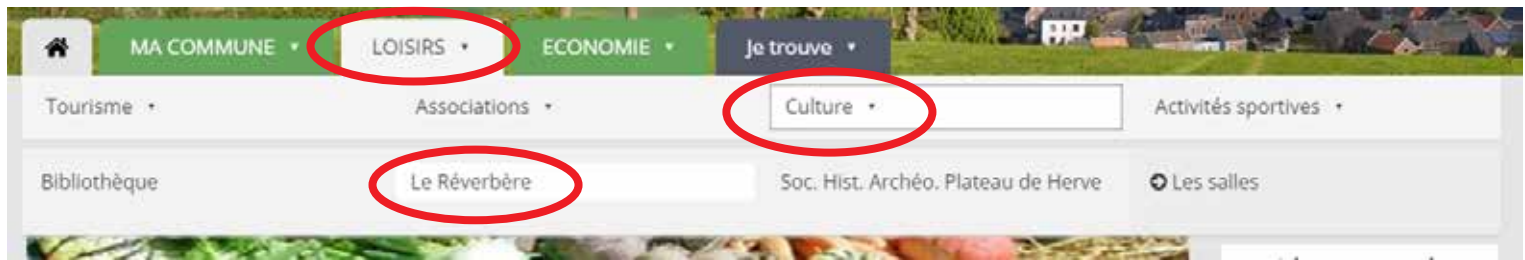 MA COMMUNE LOISIRS ECONOMIE Je trouve
Tourisme Associations Culture Activités sportives
Bibliothèque Le Réverbère Soc. Hist. Archéo. Plateau de Herve Les salles